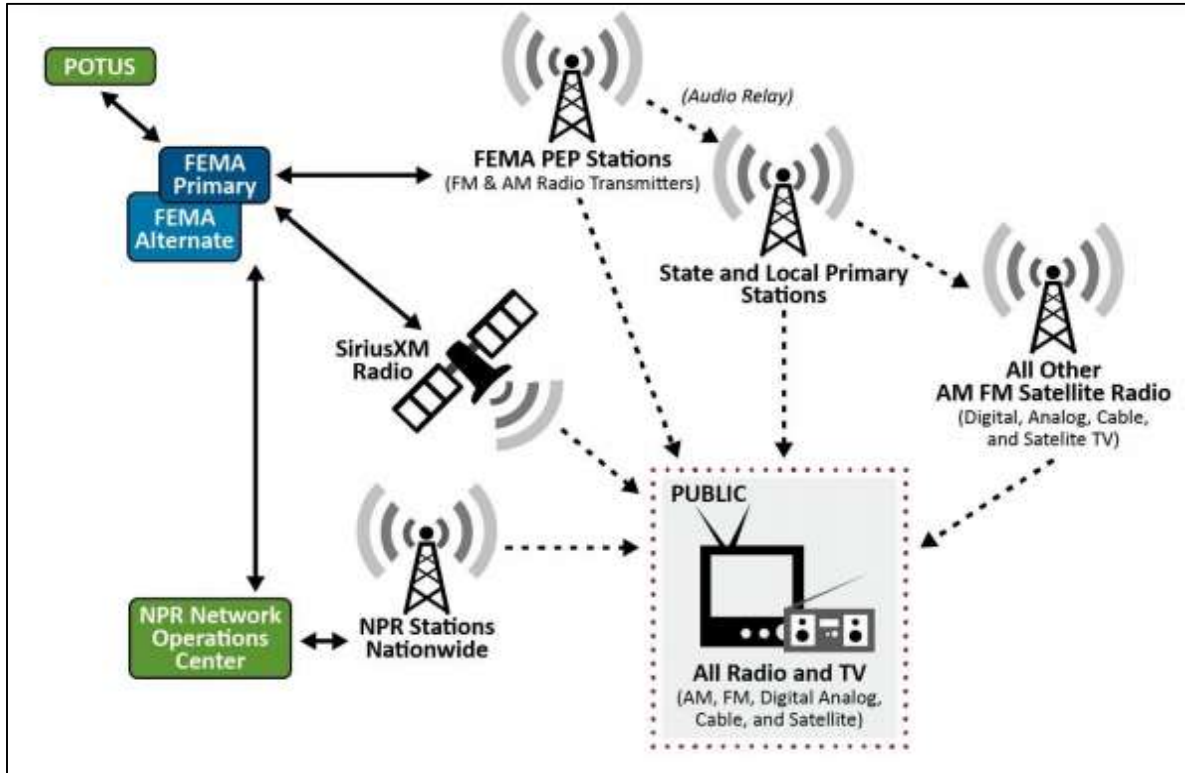 POTUS
FEMA
Primary
FEMA
Alternate
FEMA PEP Stations
(FM & AM Radio Transmitters)
(Audio Relay)
State and Local Primary
Stations
All Other
AM FM Satellite Radio
(Digital, Analog, Cable,
and Satelite TV)
SiriusXM
Radio
NPR Network
Operations
Center
NPR Stations
Nationwide
PUBLIC
All Radio and TV
(AM, FM, Digital Analog,
Cable, and Satellite)